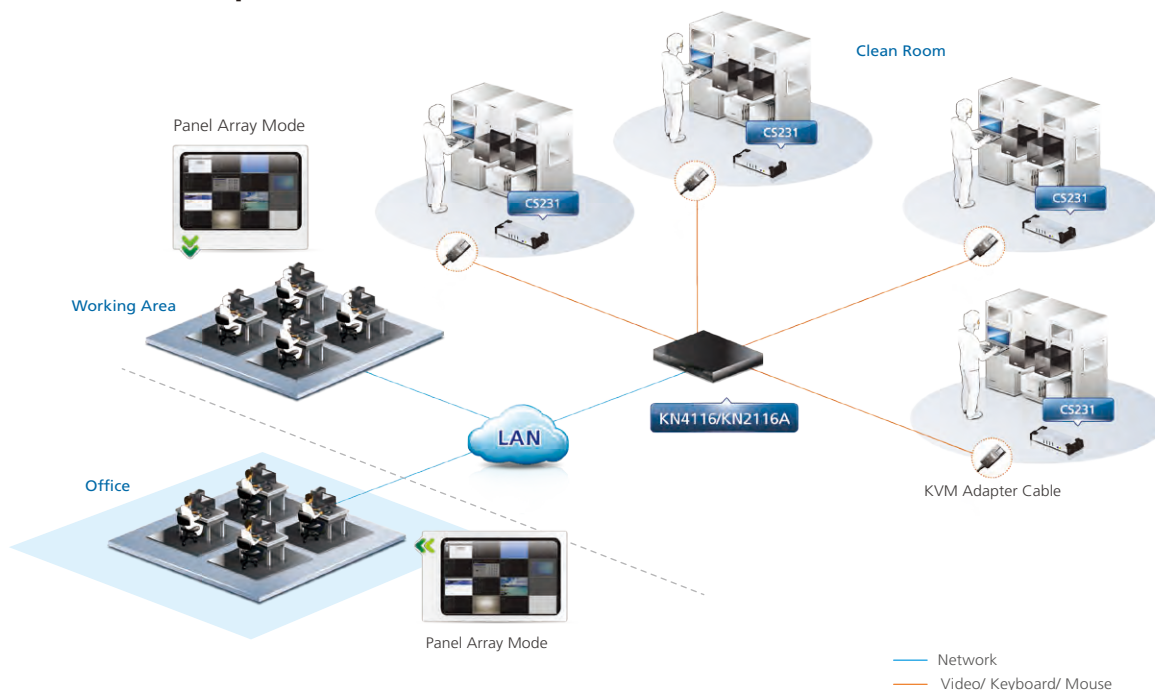 Clean Room
Panel Array Mode
CS231
CS231
CS231
Working Area
KN4116/KN2116A
CS231
LAN
Office
KVM Adapter Cable
Panel Array Mode
Network
Video/ Keyboard/ Mouse